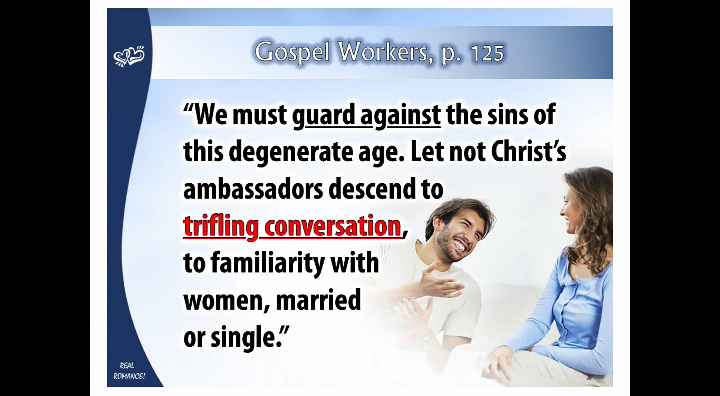 Gospel Workers, p. 125
“We must guard against the sins of
this degenerate age. Let not Christ’s
ambassadors descend to
trifling conversation,
to familiarity with
women, married
or single.”
REAL
ROMANCE!